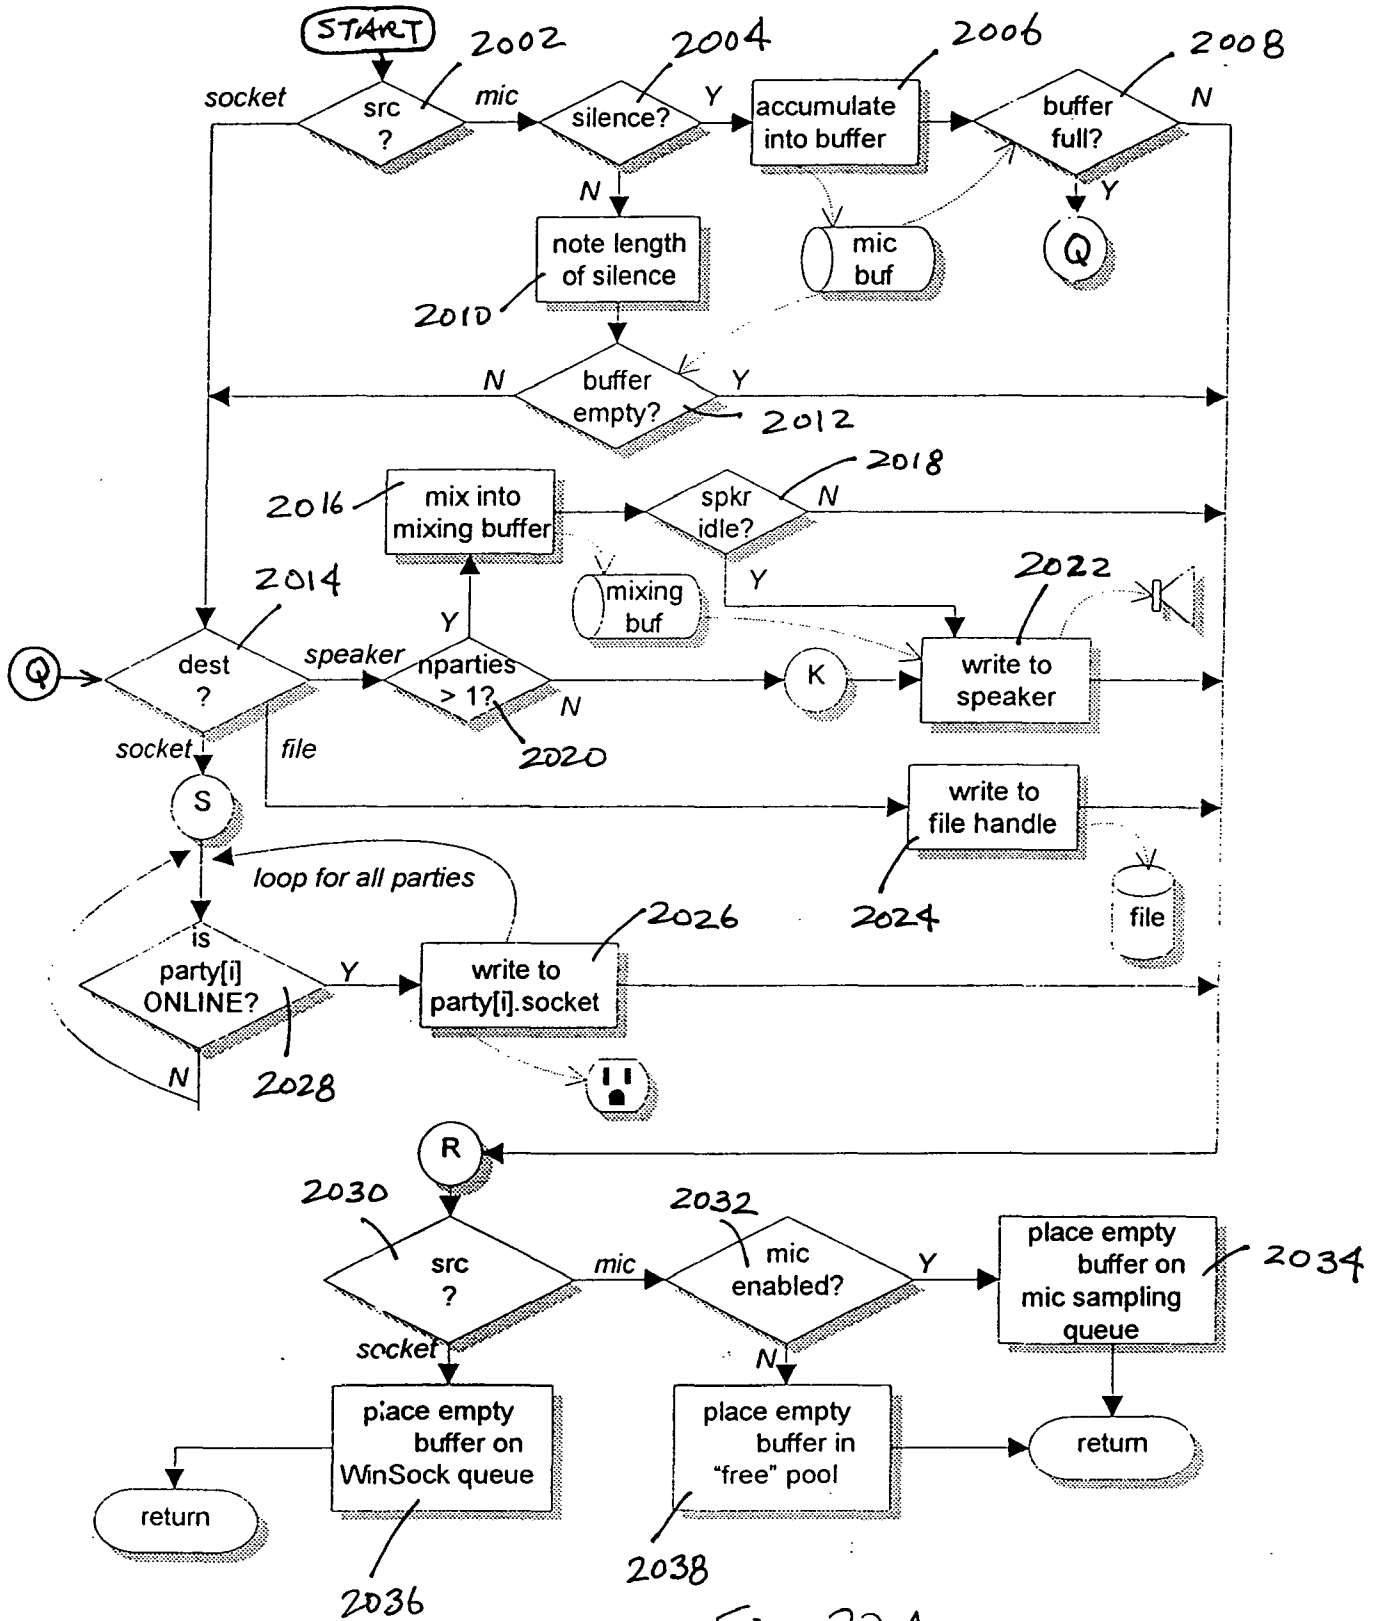 START
2002
2004
2006
2008
socket
src
?
mic
silence?
Y
accumulate
into buffer
buffer
full?
N
N
Y
note length
of silence
mic
buf
Q
2010
N
buffer
empty?
Y
2012
2016
mix into
mixing buffer
spkr
idle?
2018
N
2014
Y
mixing
buf
2022
Y
Q
dest
?
speaker
nparties
> 1?
N
K
write to
speaker
2020
socket
file
S
write to
file handle
loop for all parties
2024
file
2026
is
party[i]
ONLINE?
Y
write to
party[i].socket
N
2028
R
2030
2032
src
?
mic
mic
enabled?
Y
place empty
buffer on
mic sampling
queue
2034
socket
N
place empty
buffer on
WinSock queue
place empty
buffer in
"free" pool
return
return
2036
2038